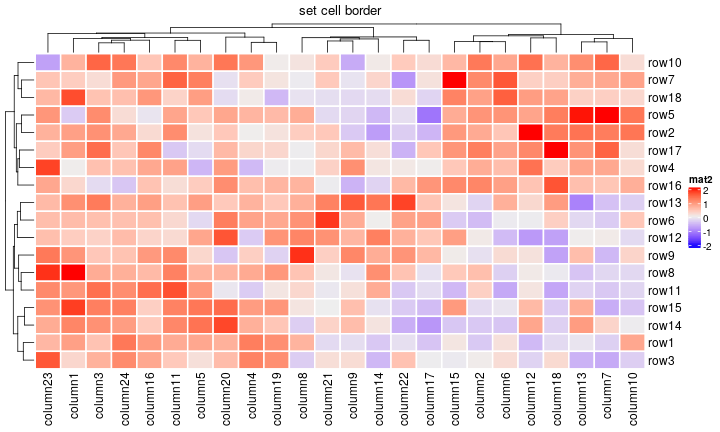 set cell border
row10
row7
row18
row5
row2
row17
row4
row16
row13
row6
row12
row9
row8
row11
row15
row14
row1
row3
mat2
2
1
0
-1
-2
column23
column1
column3
column24
column16
column11
column5
column20
column4
column19
column8
column21
column9
column14
column22
column17
column15
column2
column6
column12
column18
column13
column7
column10